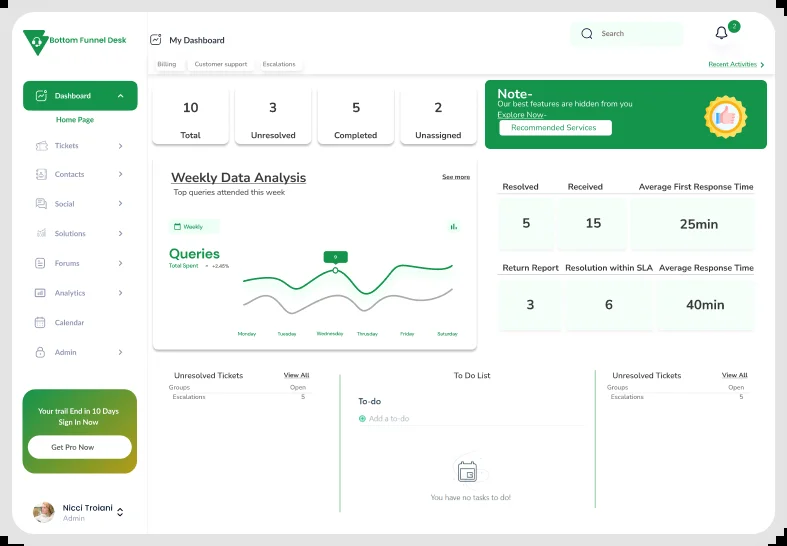 Bottom Funnel Desk
My Dashboard
Search
2
Billing
Customer support
Escalations
Recent Activities
Dashboard
Home Page
Tickets
Contacts
Social
Solutions
Forums
Analytics
Calendar
Admin
Your trail End in 10 Days
Sign In Now
Get Pro Now
Nicci Troiani
Admin
10
Total
3
Unresolved
5
Completed
2
Unassigned
Note-
Our best features are hidden from you
Explore Now-
Recommended Services
Weekly Data Analysis
See more
Top queries attended this week
Weekly
Queries
Total Spent
+2.45%
9
Monday
Tuesday
Wednesday
Thrusday
Friday
Saturday
Resolved
Received
Average First Response Time
5
15
25min
Return Report
Resolution within SLA
Average Response Time
3
6
40min
Unresolved Tickets
View All
Groups
Open
Escalations
5
To Do List
To-do
Add a to-do
You have no tasks to do!
Unresolved Tickets
View All
Groups
Open
Escalations
5